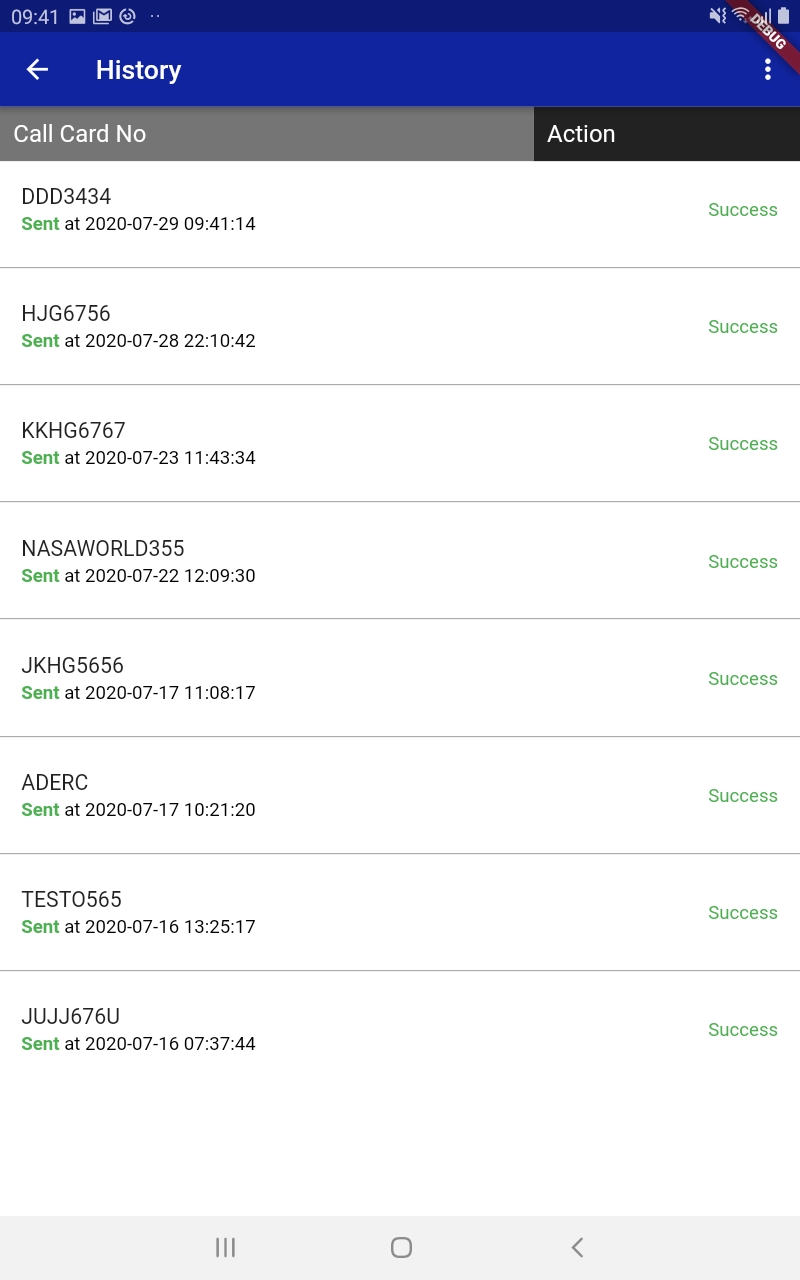 09:41
DEBUG
History
Call Card No Action
DDD3434
Sent at 2020-07-29 09:41:14
Success
HJG6756
Sent at 2020-07-28 22:10:42
Success
KKHG6767
Sent at 2020-07-23 11:43:34
Success
NASAWORLD355
Sent at 2020-07-22 12:09:30
Success
JKHG5656
Sent at 2020-07-17 11:08:17
Success
ADERC
Sent at 2020-07-17 10:21:20
Success
TESTO565
Sent at 2020-07-16 13:25:17
Success
JUJJ676U
Sent at 2020-07-16 07:37:44
Success